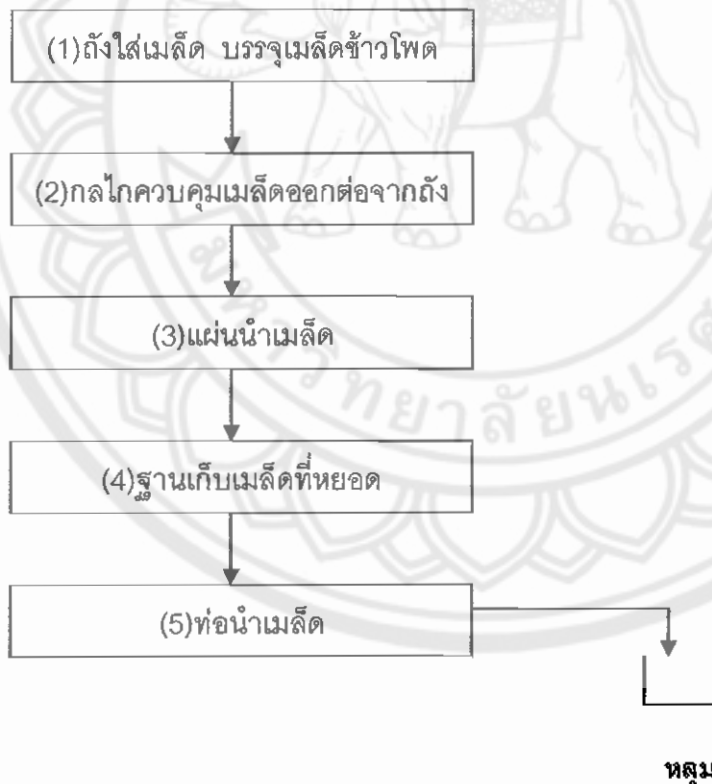 (1)ถังใส่เมล็ด บรรจุเมล็ดข้าวโพด
(2)กลไกควบคุมเมล็ดออกต่อจากถัง
(3)แผ่นนำเมล็ด
(4)ฐานเก็บเมล็ดที่หยอด
(5)ท่อนำเมล็ด
หลุม